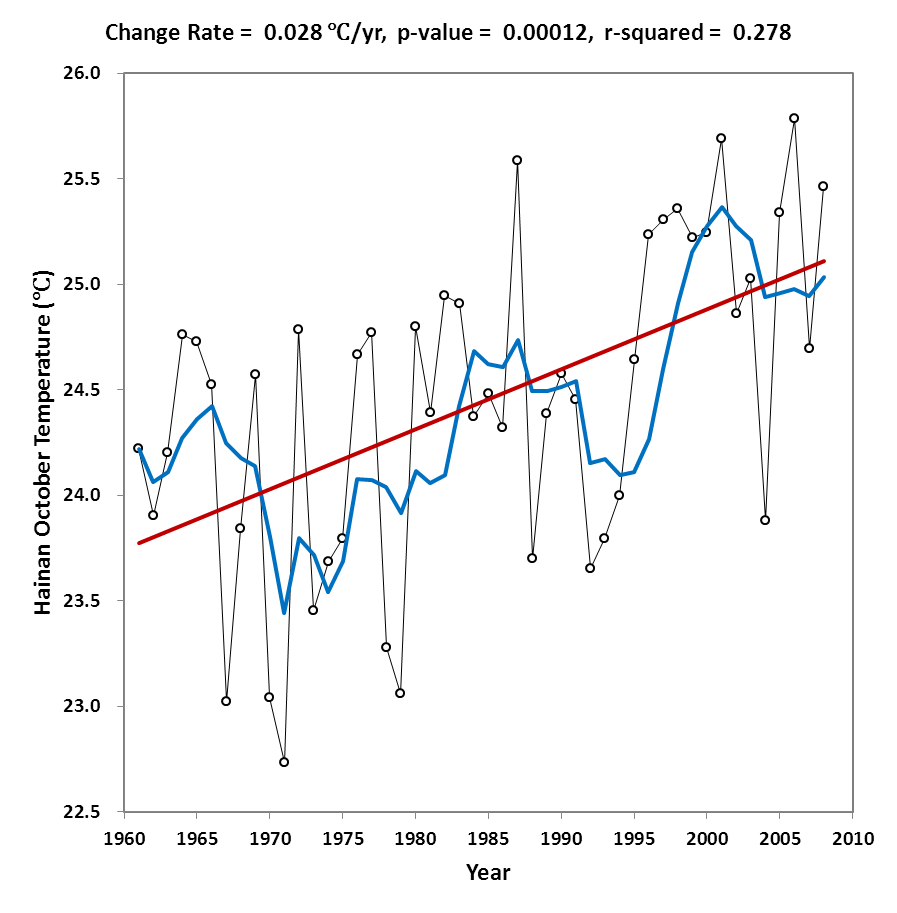 Change Rate = 0.028 ℃/yr, p-value = 0.00012, r-squared = 0.278
26.0
25.5
25.0
24.5
24.0
23.5
23.0
22.5
Hainan October Temperature (℃)
1960 1965 1970 1975 1980 1985 1990 1995 2000 2005 2010
Year